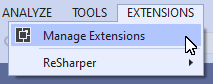 ANALYZE TOOLS EXTENSIONS
Manage Extensions
ReSharper